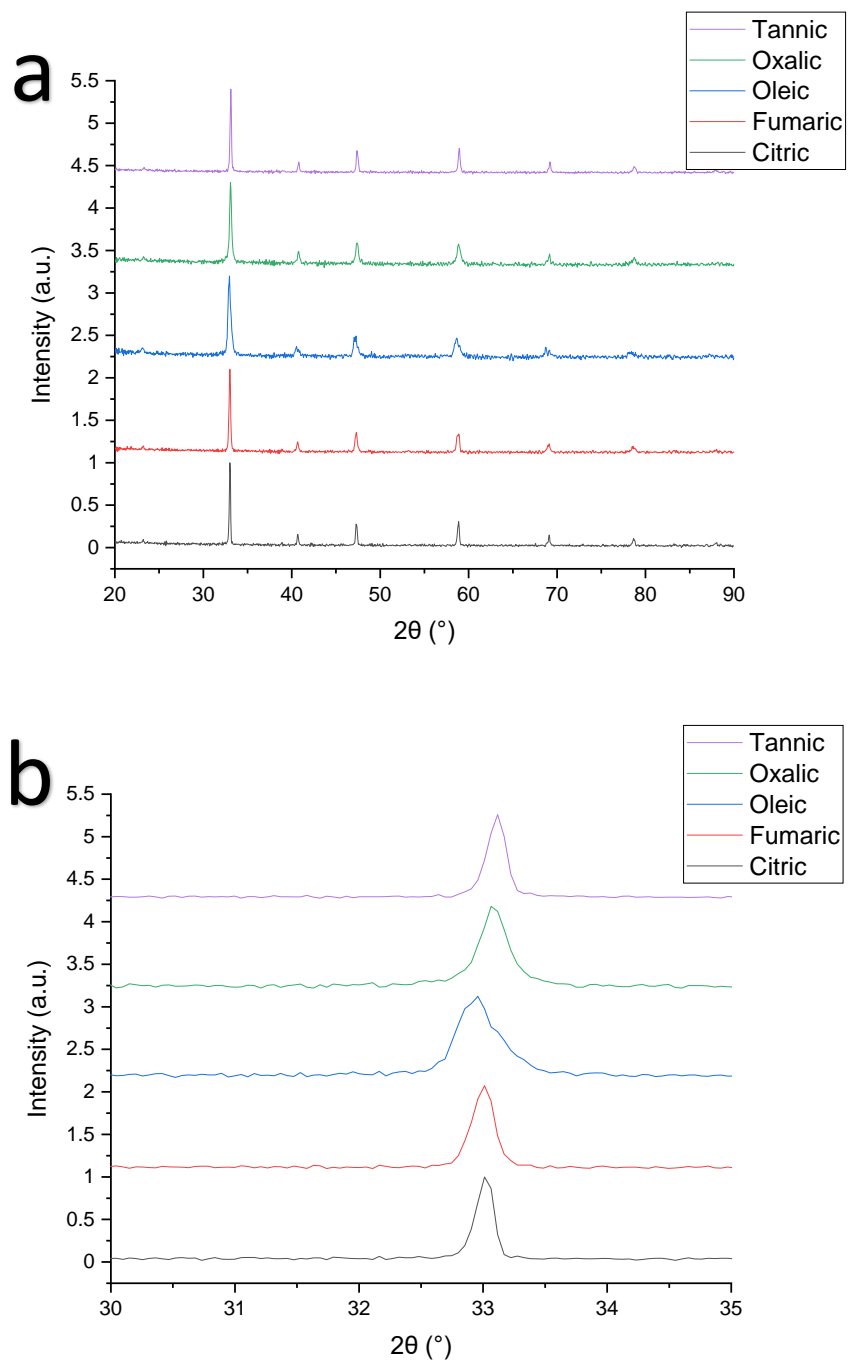 a
Tannic
Oxalic
Oleic
Fumaric
Citric
5.5
5
4.5
4
3.5
3
2.5
2
1.5
1
0.5
0
Intensity (a.u.)
20 30 40 50 60 70 80 90
2θ (°)
b
Tannic
Oxalic
Oleic
Fumaric
Citric
5.5
5
4.5
4
3.5
3
2.5
2
1.5
1
0.5
0
Intensity (a.u.)
30 31 32 33 34 35
2θ (°)